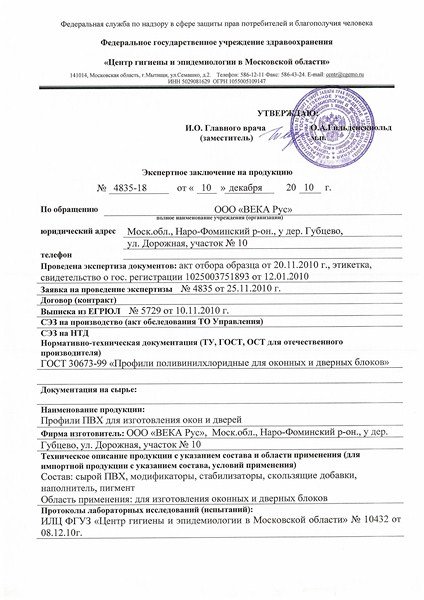 Федеральная служба по надзору в сфере защиты прав потребителей и благополучия человека
Федеральное государственное учреждение здравоохранения
«Центр гигиены и эпидемиологии в Московской области»
141014, Московская область, г.Мытищи, ул.Семашко, д.2. Телефон: 586-12-11 Факс: 586-43-24. E-mail: centr@cgemo.ru
ИНН 5029081629 ОГРН 1055005109147
УТВЕРЖДАЮ:
И.О. Главного врача О.А.Гильденскиольд
(заместитель) м.п.
Экспертное заключение на продукцию
№ 4835-18 от « 10 » декабря 20 10 г.
По обращению ООО «ВЕКА Рус»
полное наименование учреждения (организации)
юридический адрес Моск.обл., Наро-Фоминский р-он., у дер. Губцево,
ул. Дорожная, участок № 10
телефон
Проведена экспертиза документов: акт отбора образца от 20.11.2010 г., этикетка,
свидетельство о гос. регистрации 1025003751893 от 12.01.2010
Заявка на проведение экспертизы № 4835 от 25.11.2010 г.
Договор (контракт)
Выписка из ЕГРЮЛ № 5729 от 10.11.2010 г.
СЭЗ на производство (акт обследования ТО Управления)
СЭЗ на НТД
Нормативно-техническая документации (ТУ, ГОСТ, ОСТ для отечественного
производителя)
ГОСТ 30673-99 «Профили поливинилхлоридные для оконных и дверных блоков»
Документация на сырье:
Наименование продукции:
Профили ПВХ для изготовления окон и дверей
Фирма изготовитель: ООО «ВЕКА Рус», Моск.обл., Наро-Фоминский р-он., у дер.
Губцево, ул. Дорожная, участок № 10
Техническое описание продукции с указанием состава и области применения (для
импортной продукции с указанием состава, условий применения)
Состав: сырой ПВХ, модификаторы, стабилизаторы, скользящие добавки,
наполнитель, пигмент
Область применения: для изготовления оконных и дверных блоков
Протоколы лабораторных исследований (испытаний):
ИЛЦ ФГУЗ «Центр гигиены и эпидемиологии в Московской области» № 10432 от
08.12.10г.